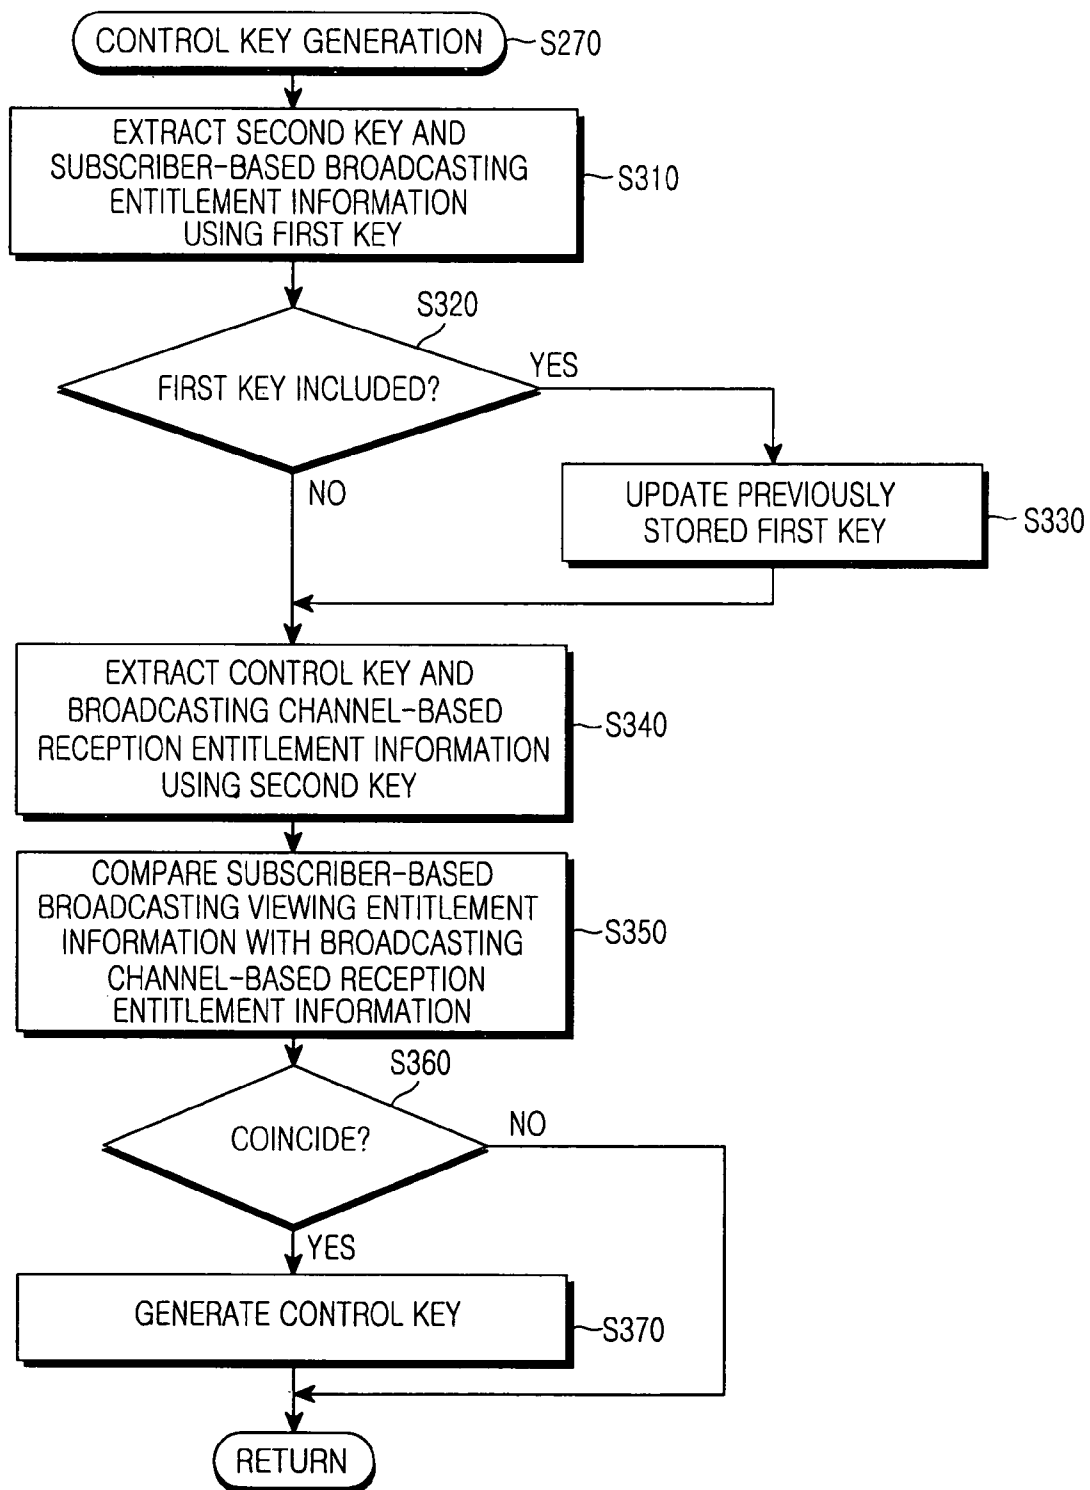 CONTROL KEY GENERATION
S270
EXTRACT SECOND KEY AND
SUBSCRIBER-BASED BROADCASTING
ENTITLEMENT INFORMATION
USING FIRST KEY
S310
S320
FIRST KEY INCLUDED?
YES
NO
UPDATE PREVIOUSLY
STORED FIRST KEY
S330
EXTRACT CONTROL KEY AND
BROADCASTING CHANNEL-BASED
RECEPTION ENTITLEMENT INFORMATION
USING SECOND KEY
S340
COMPARE SUBSCRIBER-BASED
BROADCASTING VIEWING ENTITLEMENT
INFORMATION WITH BROADCASTING
CHANNEL-BASED RECEPTION
ENTITLEMENT INFORMATION
S350
S360
COINCIDE?
NO
YES
GENERATE CONTROL KEY
S370
RETURN